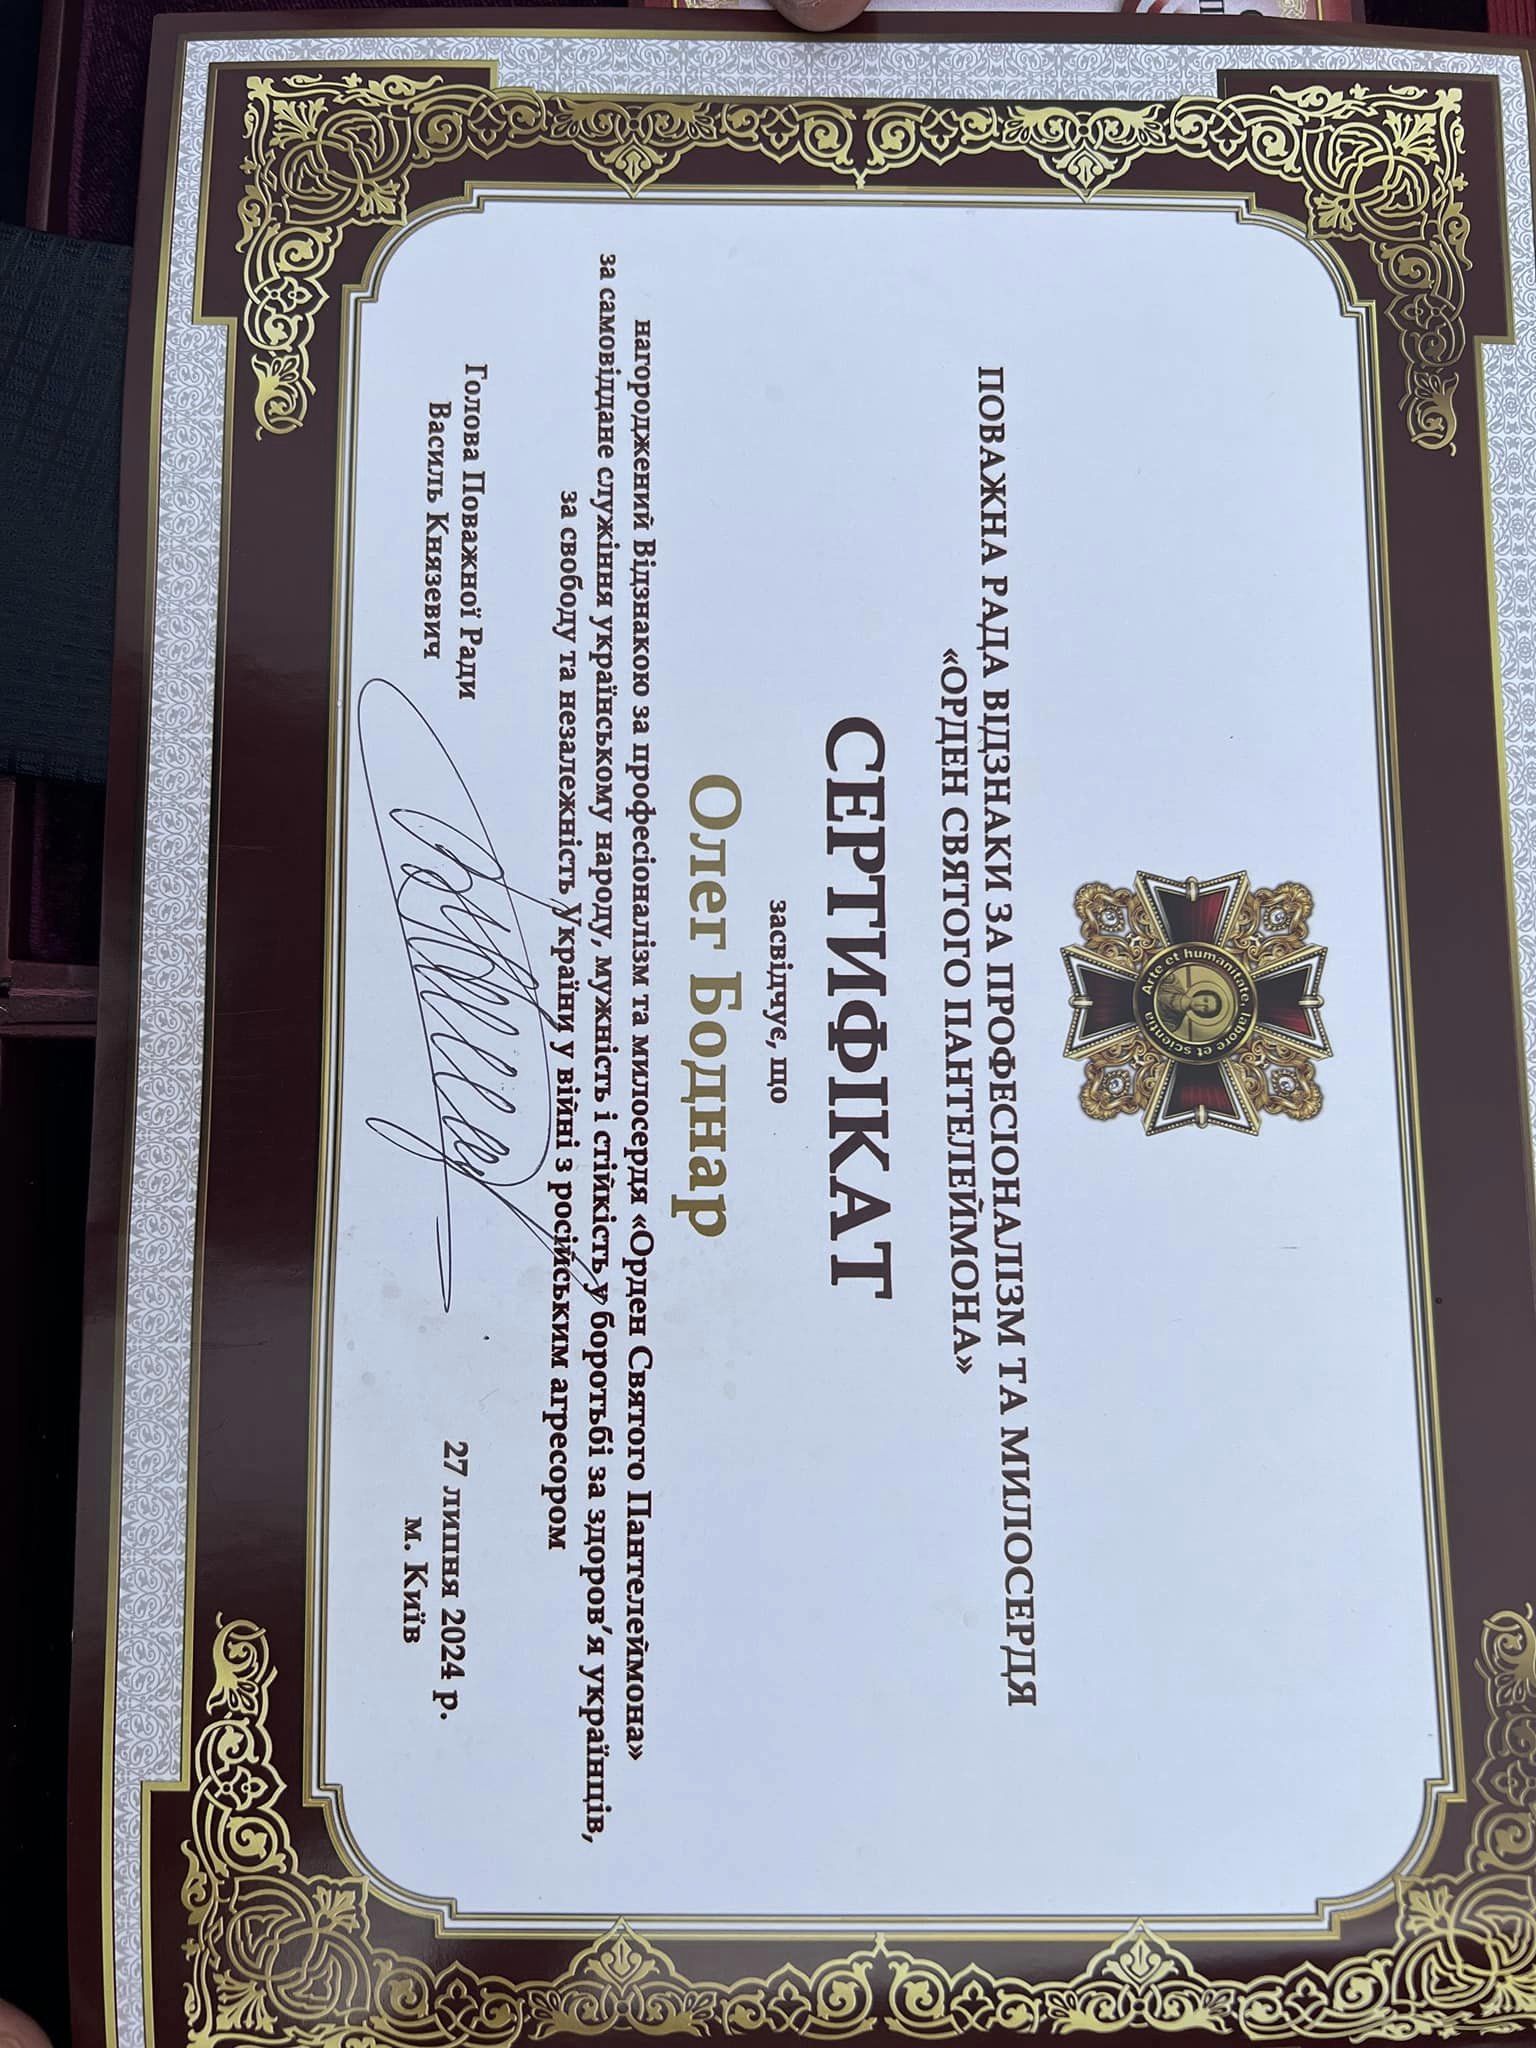 Arte et humanitate, labore et scientia
ПОВАЖНА РАДА ВІДЗНАКИ ЗА ПРОФЕСІОНАЛІЗМ ТА МИЛОСЕРДЯ
«ОРДЕН СВЯТОГО ПАНТЕЛЕЙМОНА»
СЕРТИФІКАТ
засвідчує, що
Олег Боднар
нагороджений Відзнакою за професіоналізм та милосердя «Орден Святого Пантелеймона»
за самовіддане служіння українському народу, мужність і стійкість у боротьбі за здоров’я українців,
за свободу та незалежність України у війні з російським агресором
Голова Поважної Ради
Василь Князевич
27 липня 2024 р.
м. Київ